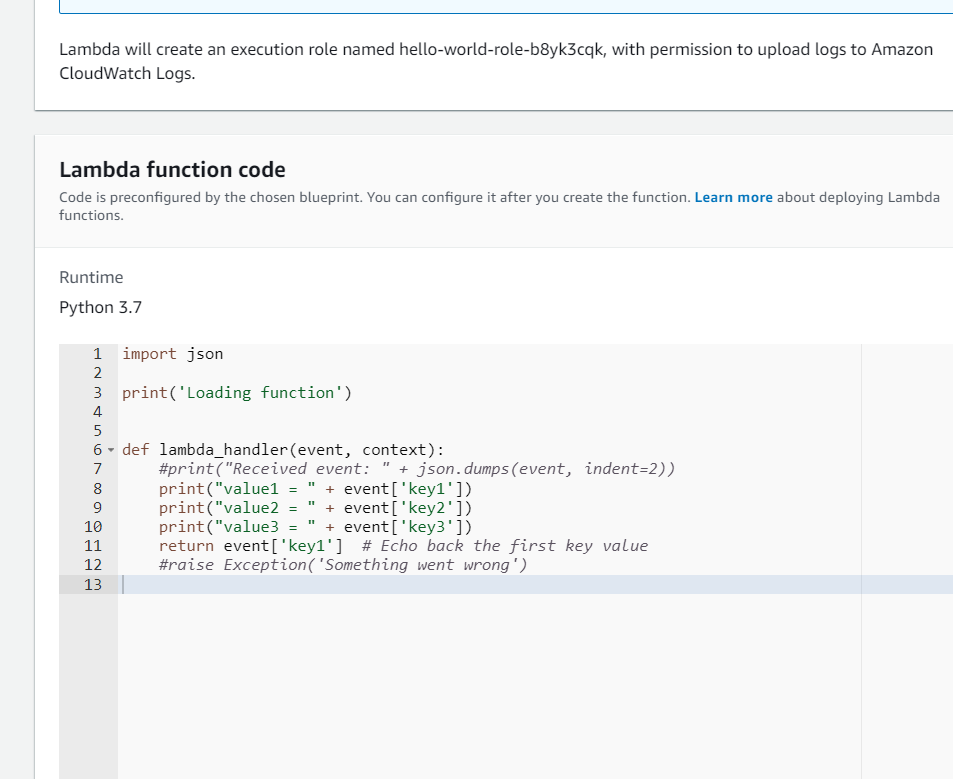 Lambda will create an execution role named hello-world-role-b8yk3cqk, with permission to upload logs to Amazon
CloudWatch Logs.
Lambda function code
Code is preconfigured by the chosen blueprint. You can configure it after you create the function. Learn more about deploying Lambda
functions.
Runtime
Python 3.7
1 import json
2
3 print('Loading function')
4
5
6 def lambda_handler(event, context):
7     #print("Received event: " + json.dumps(event, indent=2))
8     print("value1 = " + event['key1'])
9     print("value2 = " + event['key2'])
10     print("value3 = " + event['key3'])
11     return event['key1']  # Echo back the first key value
12     #raise Exception('Something went wrong')
13